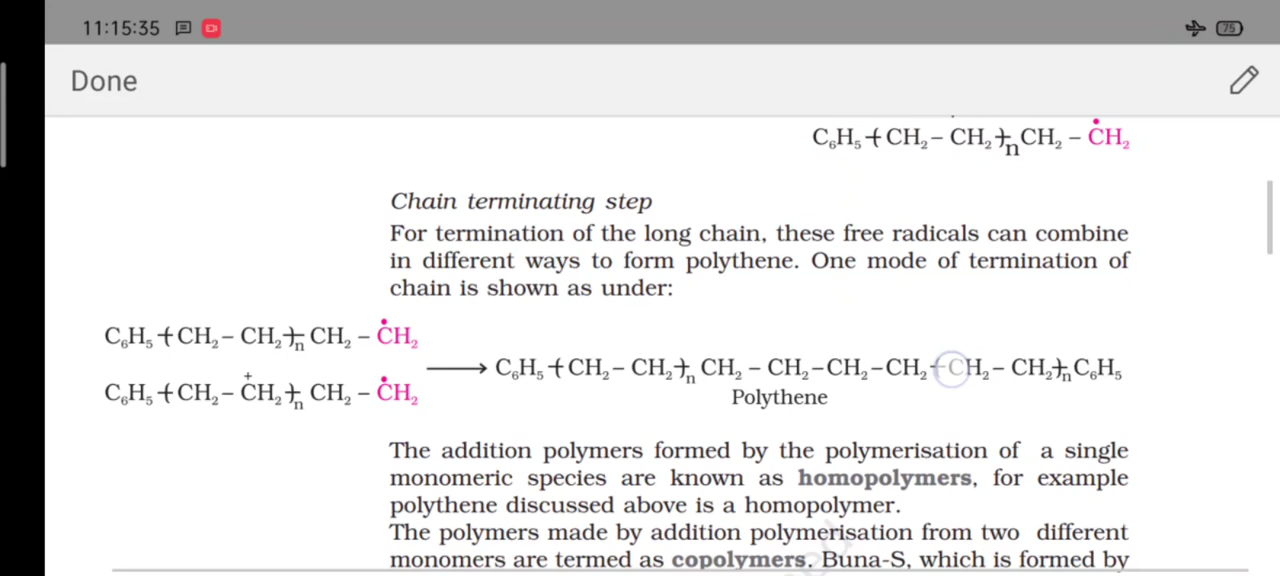 11:15:35 75
Done
C₆H₅ –(CH₂ – CH₂–)ₙ CH₂ – ĊH₂
Chain terminating step
For termination of the long chain, these free radicals can combine
in different ways to form polythene. One mode of termination of
chain is shown as under:
C₆H₅ –(CH₂ – CH₂–)ₙ CH₂ – ĊH₂
+
C₆H₅ –(CH₂ – CH₂–)ₙ CH₂ – ĊH₂
⟶ C₆H₅ –(CH₂ – CH₂–)ₙ CH₂ – CH₂ – CH₂ – CH₂ –(CH₂ – CH₂–)ₙ C₆H₅
Polythene
The addition polymers formed by the polymerisation of a single
monomeric species are known as homopolymers, for example
polythene discussed above is a homopolymer.
The polymers made by addition polymerisation from two different
monomers are termed as copolymers. Buna-S, which is formed by